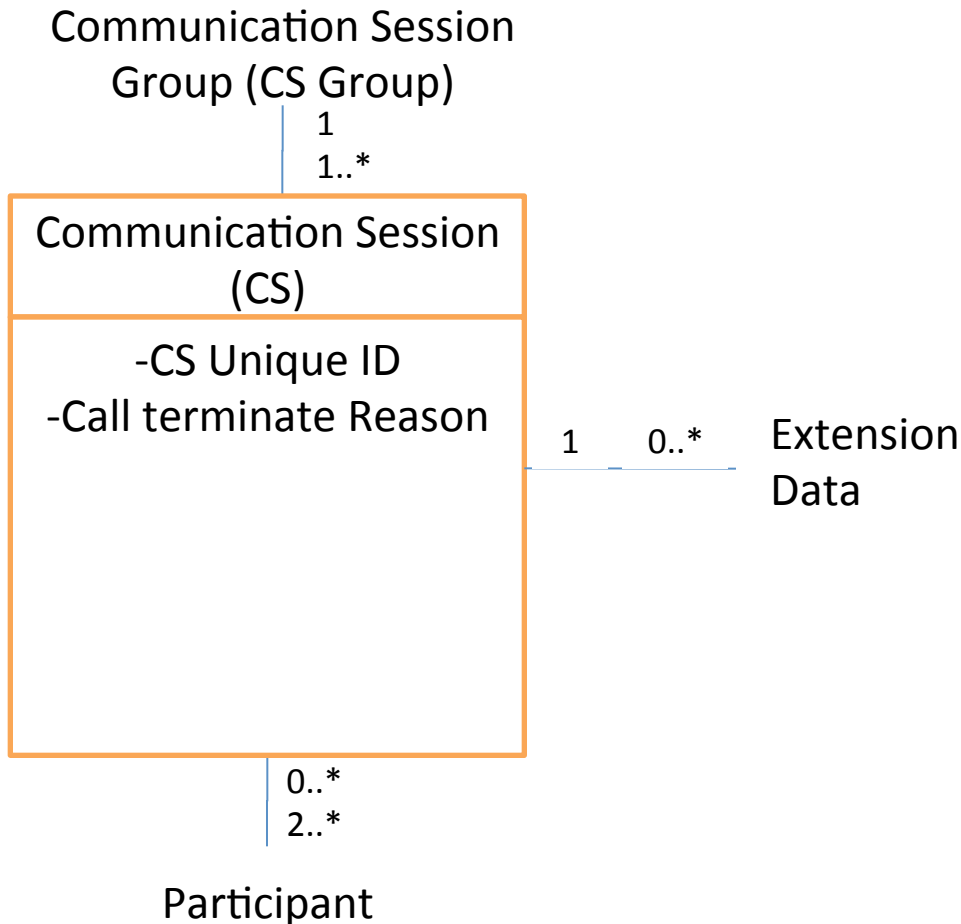 Communication Session
Group (CS Group)
1
1..*
Communication Session
(CS)
-CS Unique ID
-Call terminate Reason
1
0..*
Extension
Data
0..*
2..*
Participant